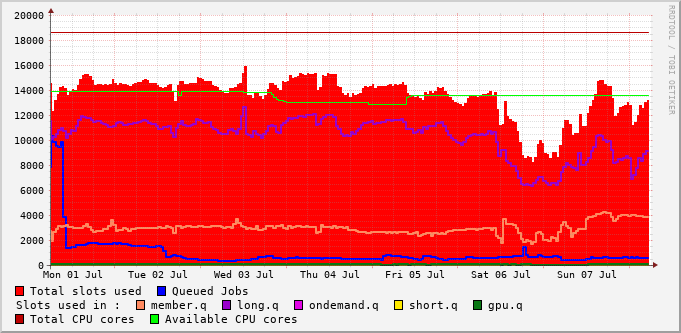 20000
18000
16000
14000
12000
10000
8000
6000
4000
2000
0
Mon 01 Jul Tue 02 Jul Wed 03 Jul Thu 04 Jul Fri 05 Jul Sat 06 Jul Sun 07 Jul
Total slots used Queued Jobs
Slots used in : member.q long.q ondemand.q short.q gpu.q
Total CPU cores Available CPU cores
RRDTOOL / TOBI OETIKER